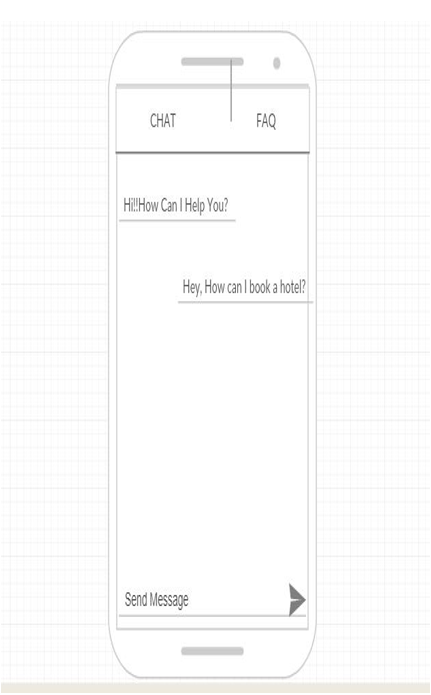 CHAT FAQ
Hi!!How Can I Help You?
Hey, How can I book a hotel?
Send Message